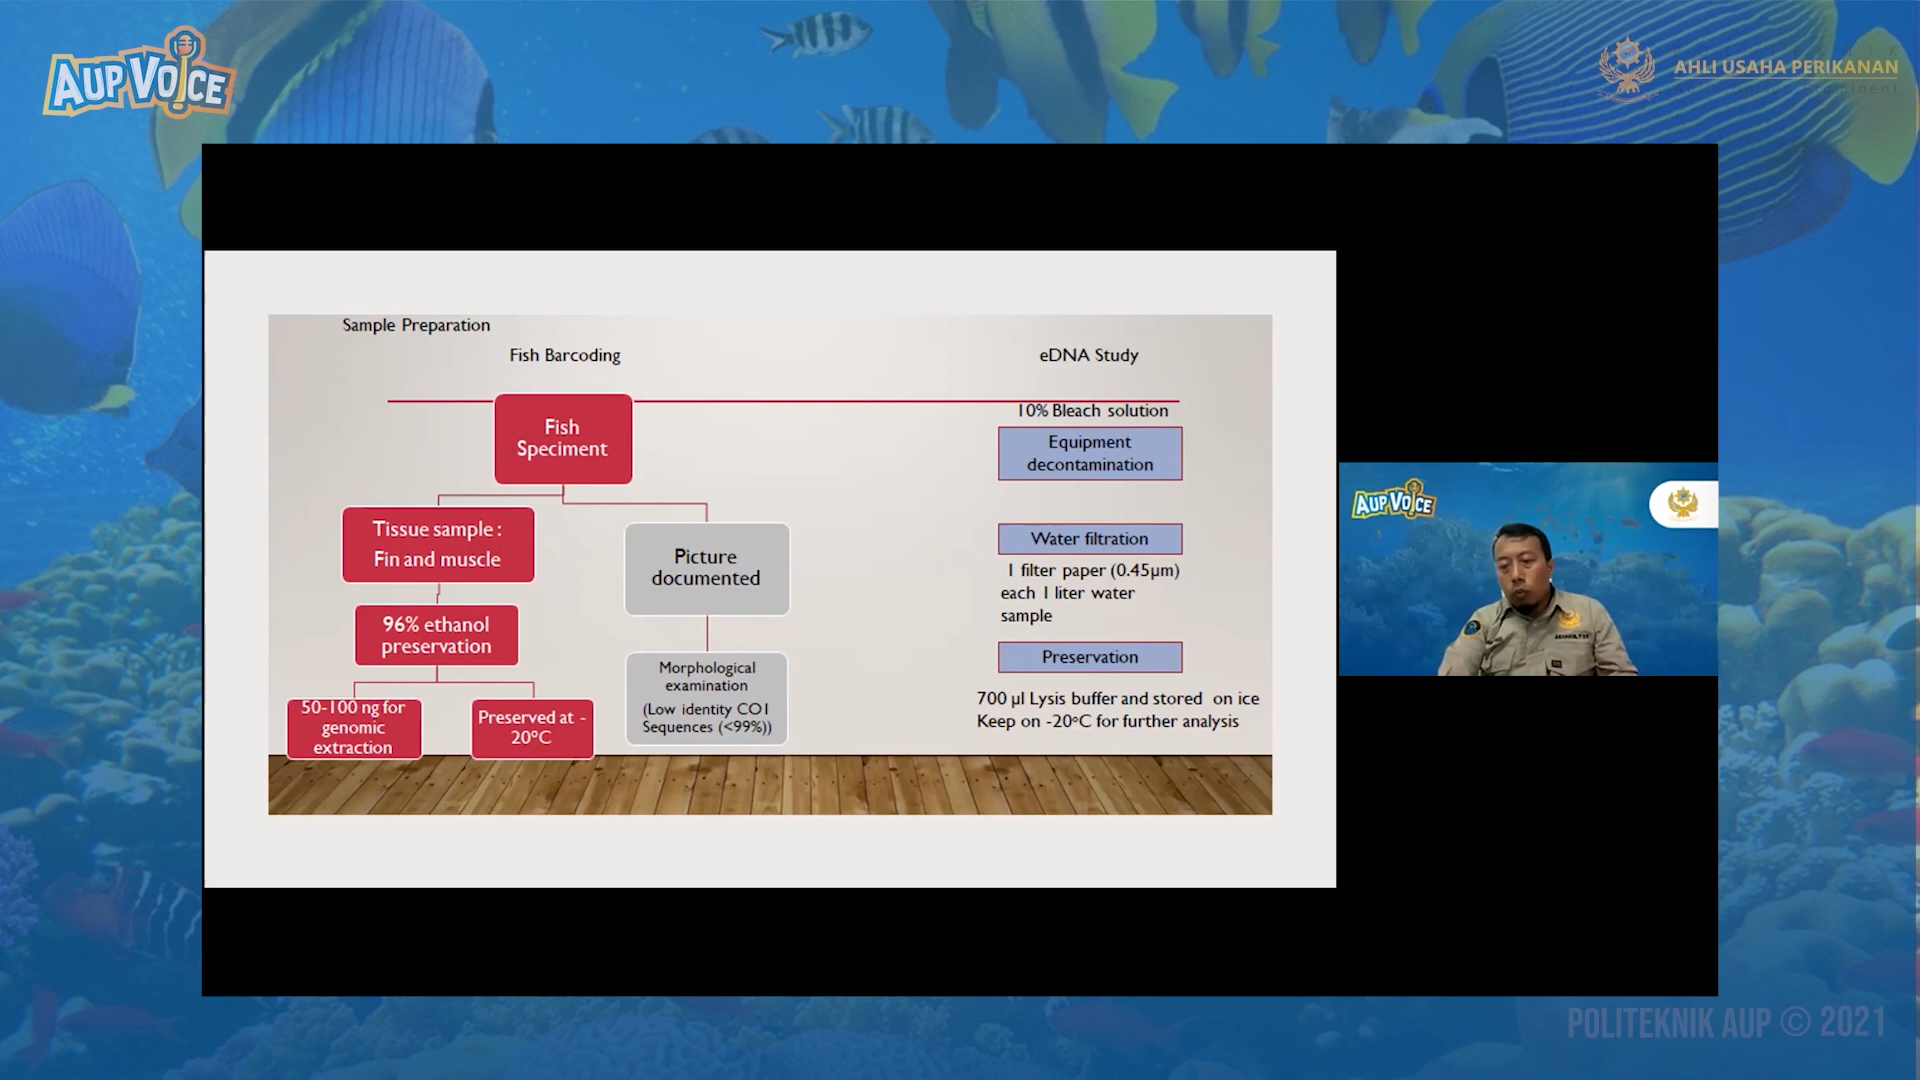 AUP VOICE
POLITEKNIK
AHLI USAHA PERIKANAN
Sample Preparation
Fish Barcoding
eDNA Study
Fish
Speciment
Tissue sample :
Fin and muscle
96% ethanol
preservation
50-100 ng for
genomic
extraction
Preserved at -
20°C
Picture
documented
Morphological
examination
(Low identity CO1
Sequences (<99%))
10% Bleach solution
Equipment
decontamination
Water filtration
1 filter paper (0.45µm)
each 1 liter water
sample
Preservation
700 µl Lysis buffer and stored on ice
Keep on -20°C for further analysis
AUP VOICE
POLITEKNIK AUP © 2021